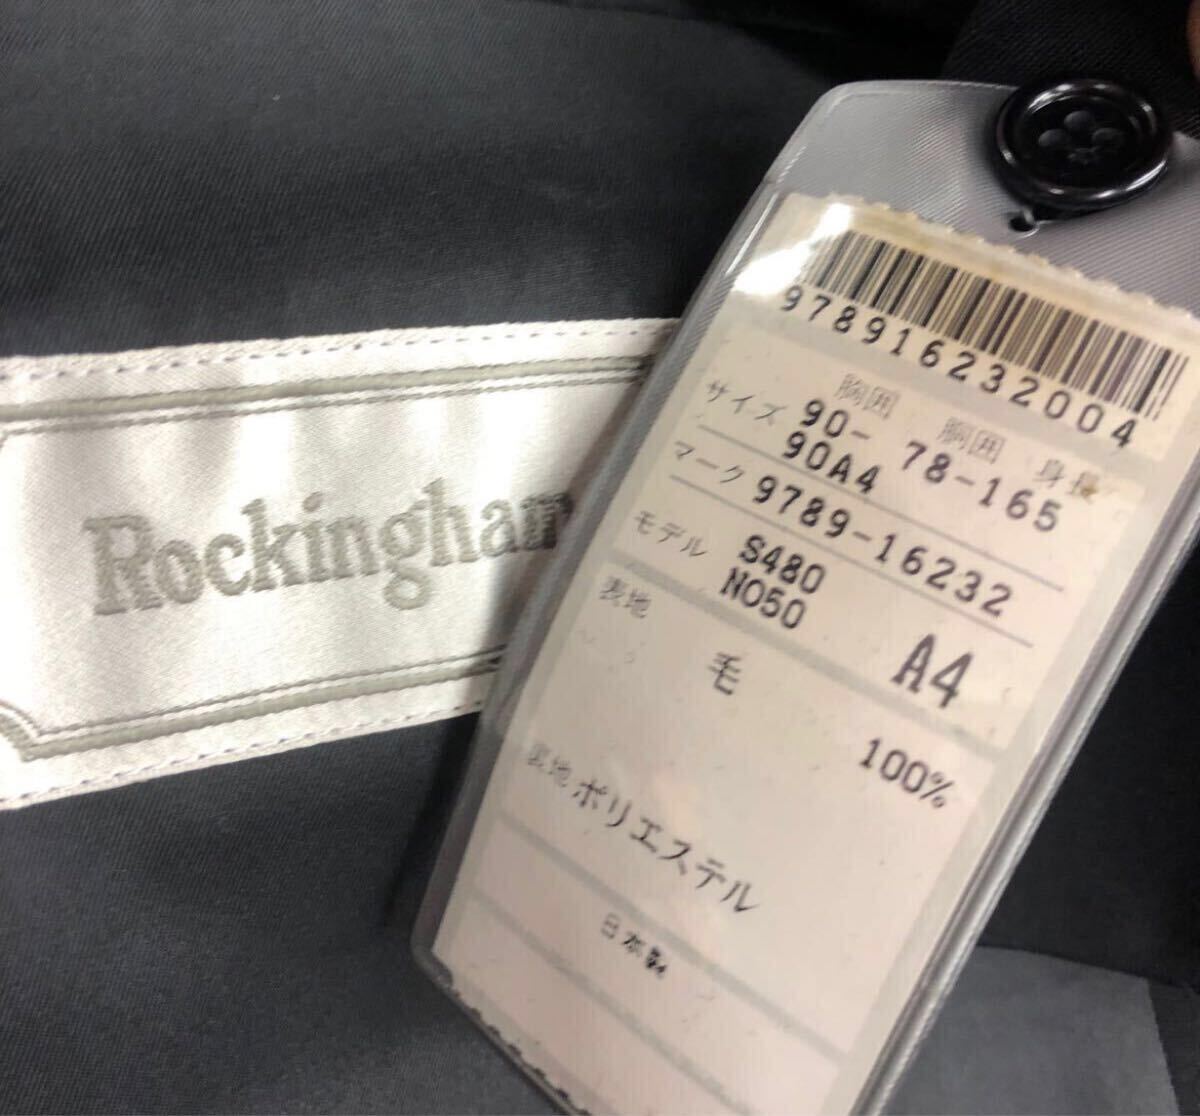 Rockingham
9789162320 04
胸囲 胴囲 身長
サイズ 90- 78-165
90A4
マーク 9789-16232
モデル S480
NO50
A4
表地
毛
100%
裏地 ポリエステル
日本製